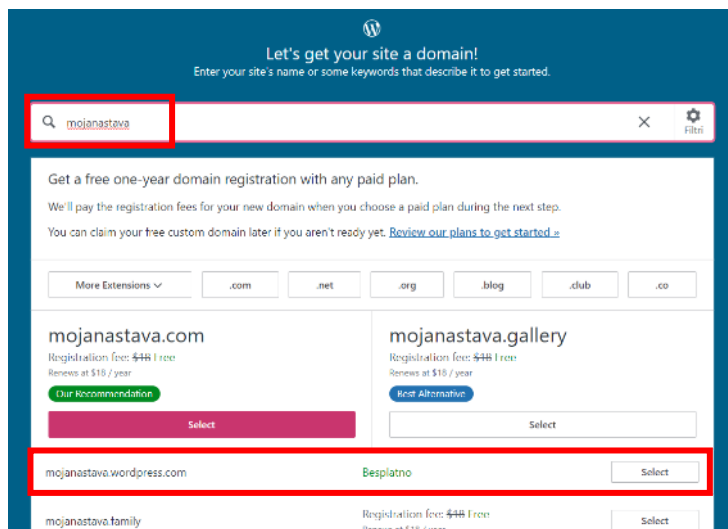 Let's get your site a domain!
Enter your site's name or some keywords that describe it to get started.
mojanastava
Filtri
Get a free one-year domain registration with any paid plan.
We'll pay the registration fees for your new domain when you choose a paid plan during the next step.
You can claim your free custom domain later if you aren't ready yet. Review our plans to get started »
More Extensions .com .net .org .blog .club .co
mojanastava.com mojanastava.gallery
Registration fee: $18 Free Registration fee: $18 Free
Renews at $18 / year Renews at $18 / year
Our Recommendation Best Alternative
Select Select
mojanastava.wordpress.com Besplatno Select
mojanastava.family Registration fee: $18 Free Select
Renews at $18 / year